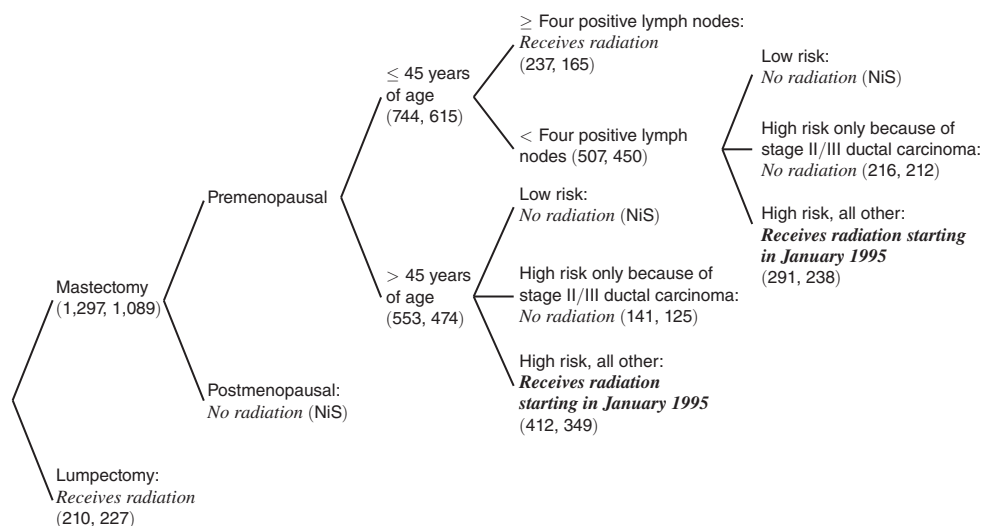 ≥ Four positive lymph nodes:
Receives radiation
(237, 165)
≤ 45 years
of age
(744, 615)
< Four positive lymph
nodes (507, 450)
Low risk:
No radiation (NiS)
High risk only because of
stage II/III ductal carcinoma:
No radiation (216, 212)
High risk, all other:
Receives radiation starting
in January 1995
(291, 238)
Premenopausal
Low risk:
No radiation (NiS)
> 45 years
of age
(553, 474)
High risk only because of
stage II/III ductal carcinoma:
No radiation (141, 125)
High risk, all other:
Receives radiation
starting in January 1995
(412, 349)
Mastectomy
(1,297, 1,089)
Postmenopausal:
No radiation (NiS)
Lumpectomy:
Receives radiation
(210, 227)